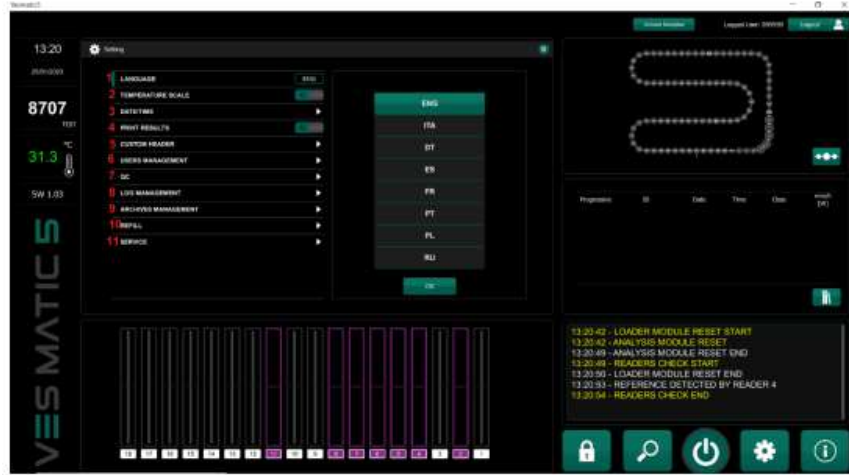 Logout
13:20
8707
TEST
31.3
°C
SW 1.03
VES MATIC 5
Setting
1 LANGUAGE
2 TEMPERATURE SCALE
3 DATE/TIME
4 PRINT RESULTS
5 CUSTOM HEADER
6 USERS MANAGEMENT
7 QC
8 LOG MANAGEMENT
9 ARCHIVES MANAGEMENT
10 REFILL
11 SERVICE
ENG
ITA
DT
ES
FR
PT
PL
RU
OK
Progressive ID Date Time Class
13:20:42 - LOADER MODULE RESET START
13:20:42 - ANALYSIS MODULE RESET
13:20:49 - ANALYSIS MODULE RESET END
13:20:49 - READERS CHECK START
13:20:50 - LOADER MODULE RESET END
13:20:53 - REFERENCE DETECTED BY READER 4
13:20:54 - READERS CHECK END